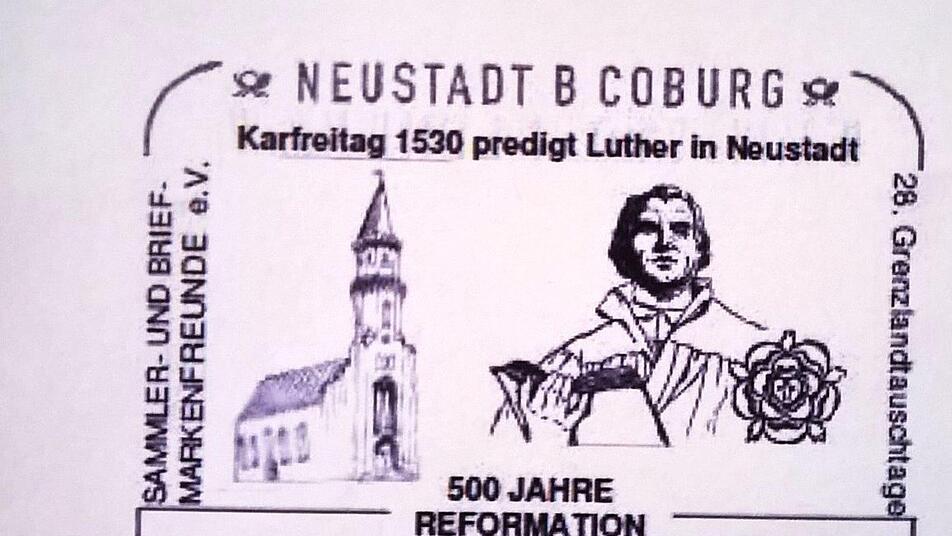 NEUSTADT B COBURG
Karfreitag 1530 predigt Luther in Neustadt
SAMMLER- UND BRIEF-
MARKENFREUNDE e.V.
28. Grenzlandtauschtage
500 JAHRE
REFORMATION